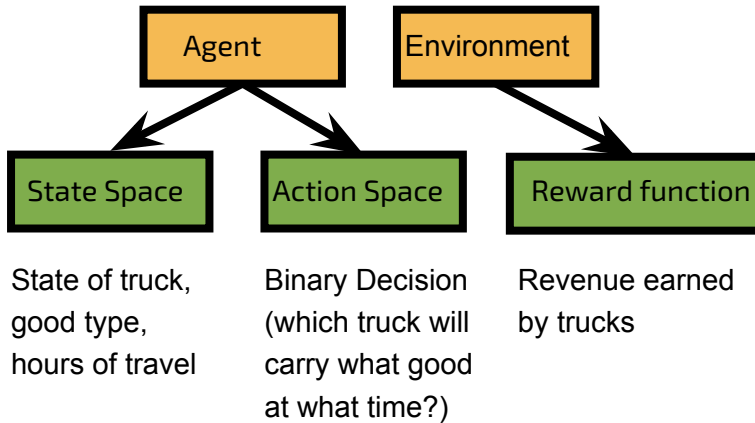 Agent
Environment
State Space
Action Space
Reward function
State of truck,
good type,
hours of travel
Binary Decision
(which truck will
carry what good
at what time?)
Revenue earned
by trucks